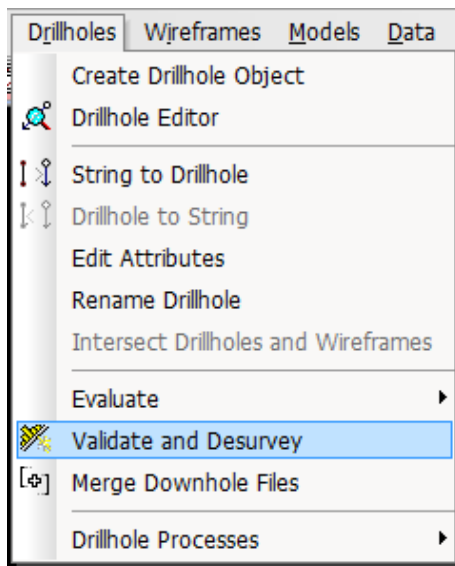 Drillholes Wireframes Models Data
Create Drillhole Object
Drillhole Editor
String to Drillhole
Drillhole to String
Edit Attributes
Rename Drillhole
Intersect Drillholes and Wireframes
Evaluate
Validate and Desurvey
Merge Downhole Files
Drillhole Processes